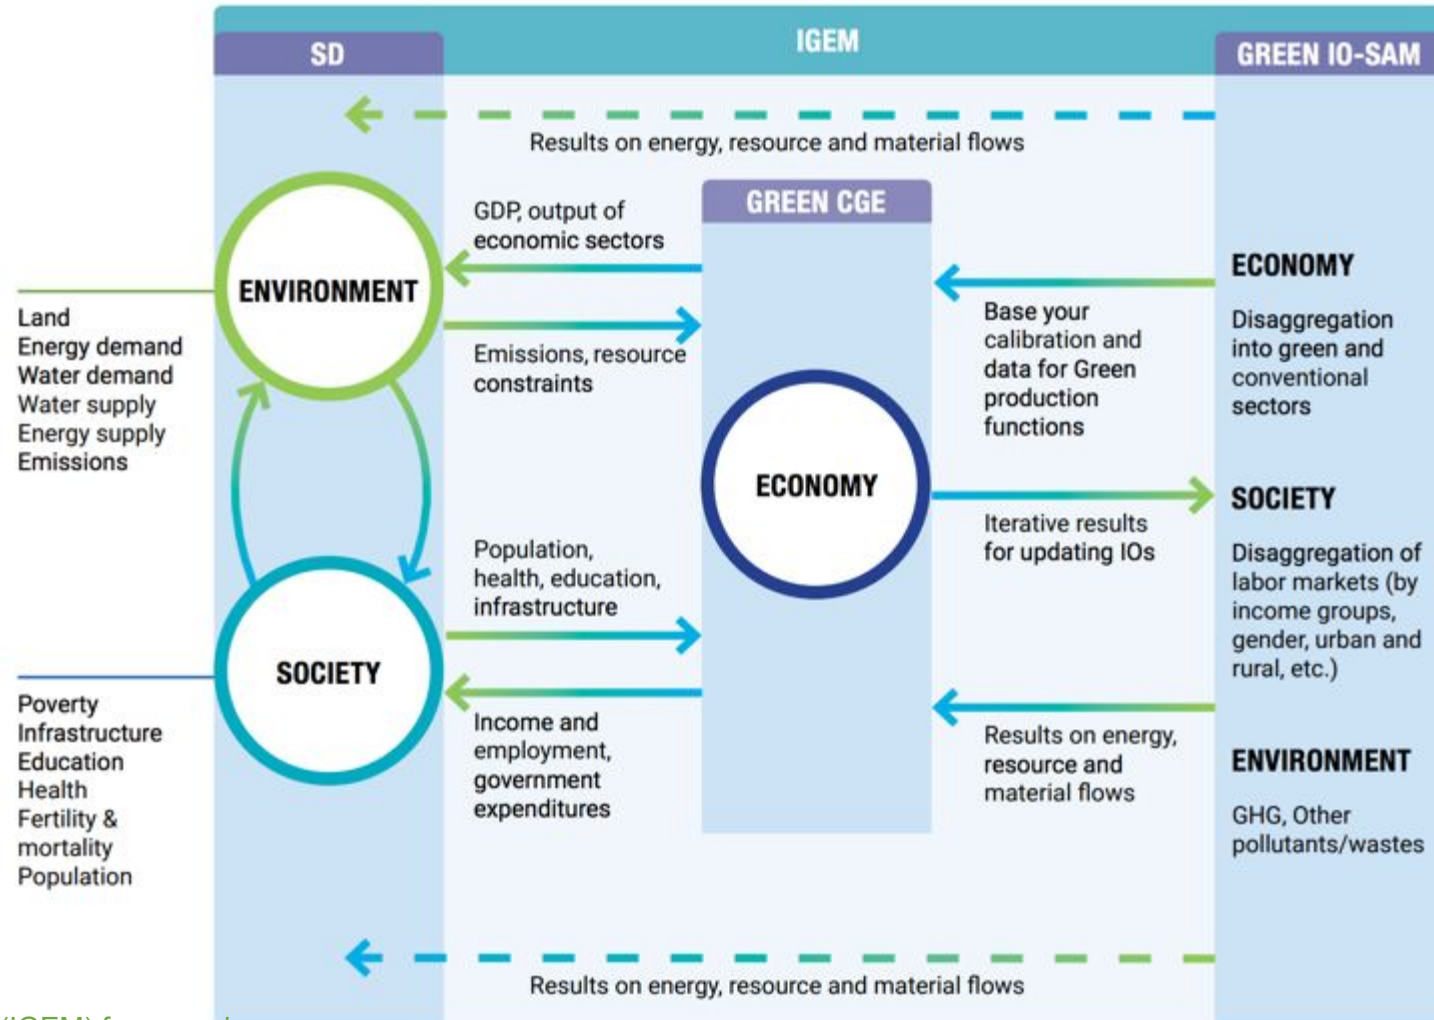 IGEM
SD
GREEN IO-SAM
Results on energy, resource and material flows
GREEN CGE
GDP, output of
economic sectors
ENVIRONMENT
Land
Energy demand
Water demand
Water supply
Energy supply
Emissions
Emissions, resource
constraints
Base your
calibration and
data for Green
production
functions
ECONOMY
Disaggregation
into green and
conventional
sectors
ECONOMY
Iterative results
for updating IOs
SOCIETY
Disaggregation of
labor markets (by
income groups,
gender, urban and
rural, etc.)
Population,
health, education,
infrastructure
SOCIETY
Poverty
Infrastructure
Education
Health
Fertility &
mortality
Population
Income and
employment,
government
expenditures
Results on energy,
resource and
material flows
ENVIRONMENT
GHG, Other
pollutants/wastes
Results on energy, resource and material flows